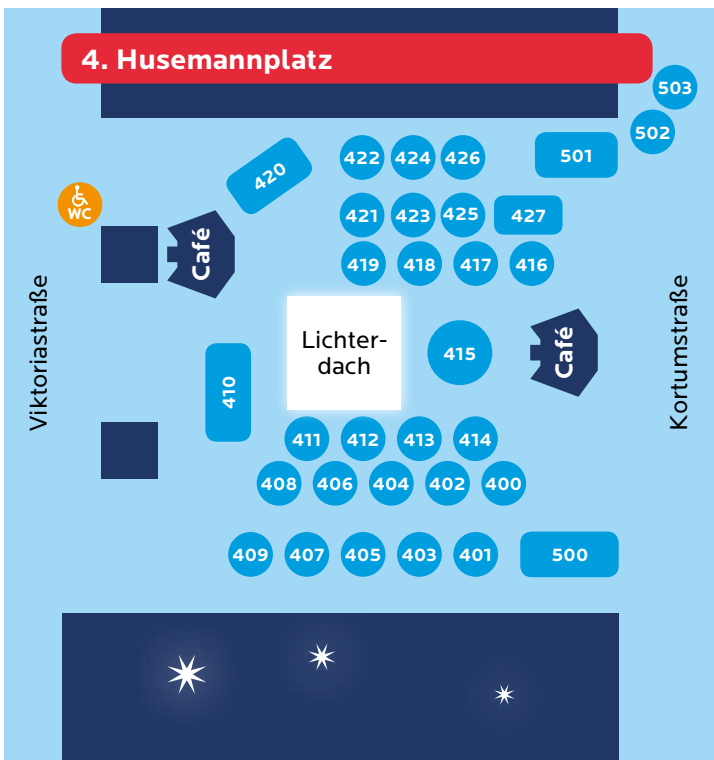 4. Husemannplatz
503
502
422 424 426
501
420
WC
421 423 425 427
Café
419 418 417 416
Viktoriastraße
Kortumstraße
Lichter-
dach
415
Café
410
411 412 413 414
408 406 404 402 400
409 407 405 403 401 500